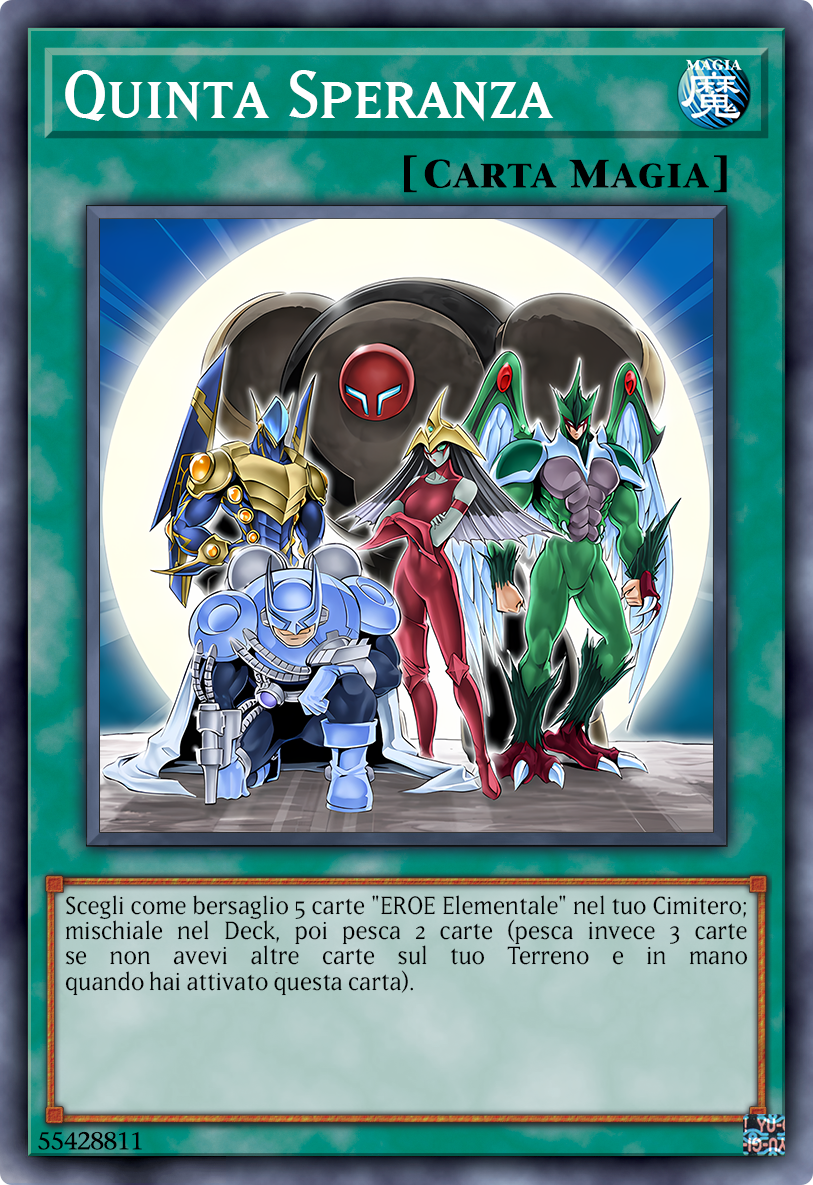 Quinta Speranza
MAGIA
魔
[Carta Magia]
Scegli come bersaglio 5 carte "EROE Elementale" nel tuo Cimitero;
mischiale nel Deck, poi pesca 2 carte (pesca invece 3 carte
se non avevi altre carte sul tuo Terreno e in mano
quando hai attivato questa carta).
55428811